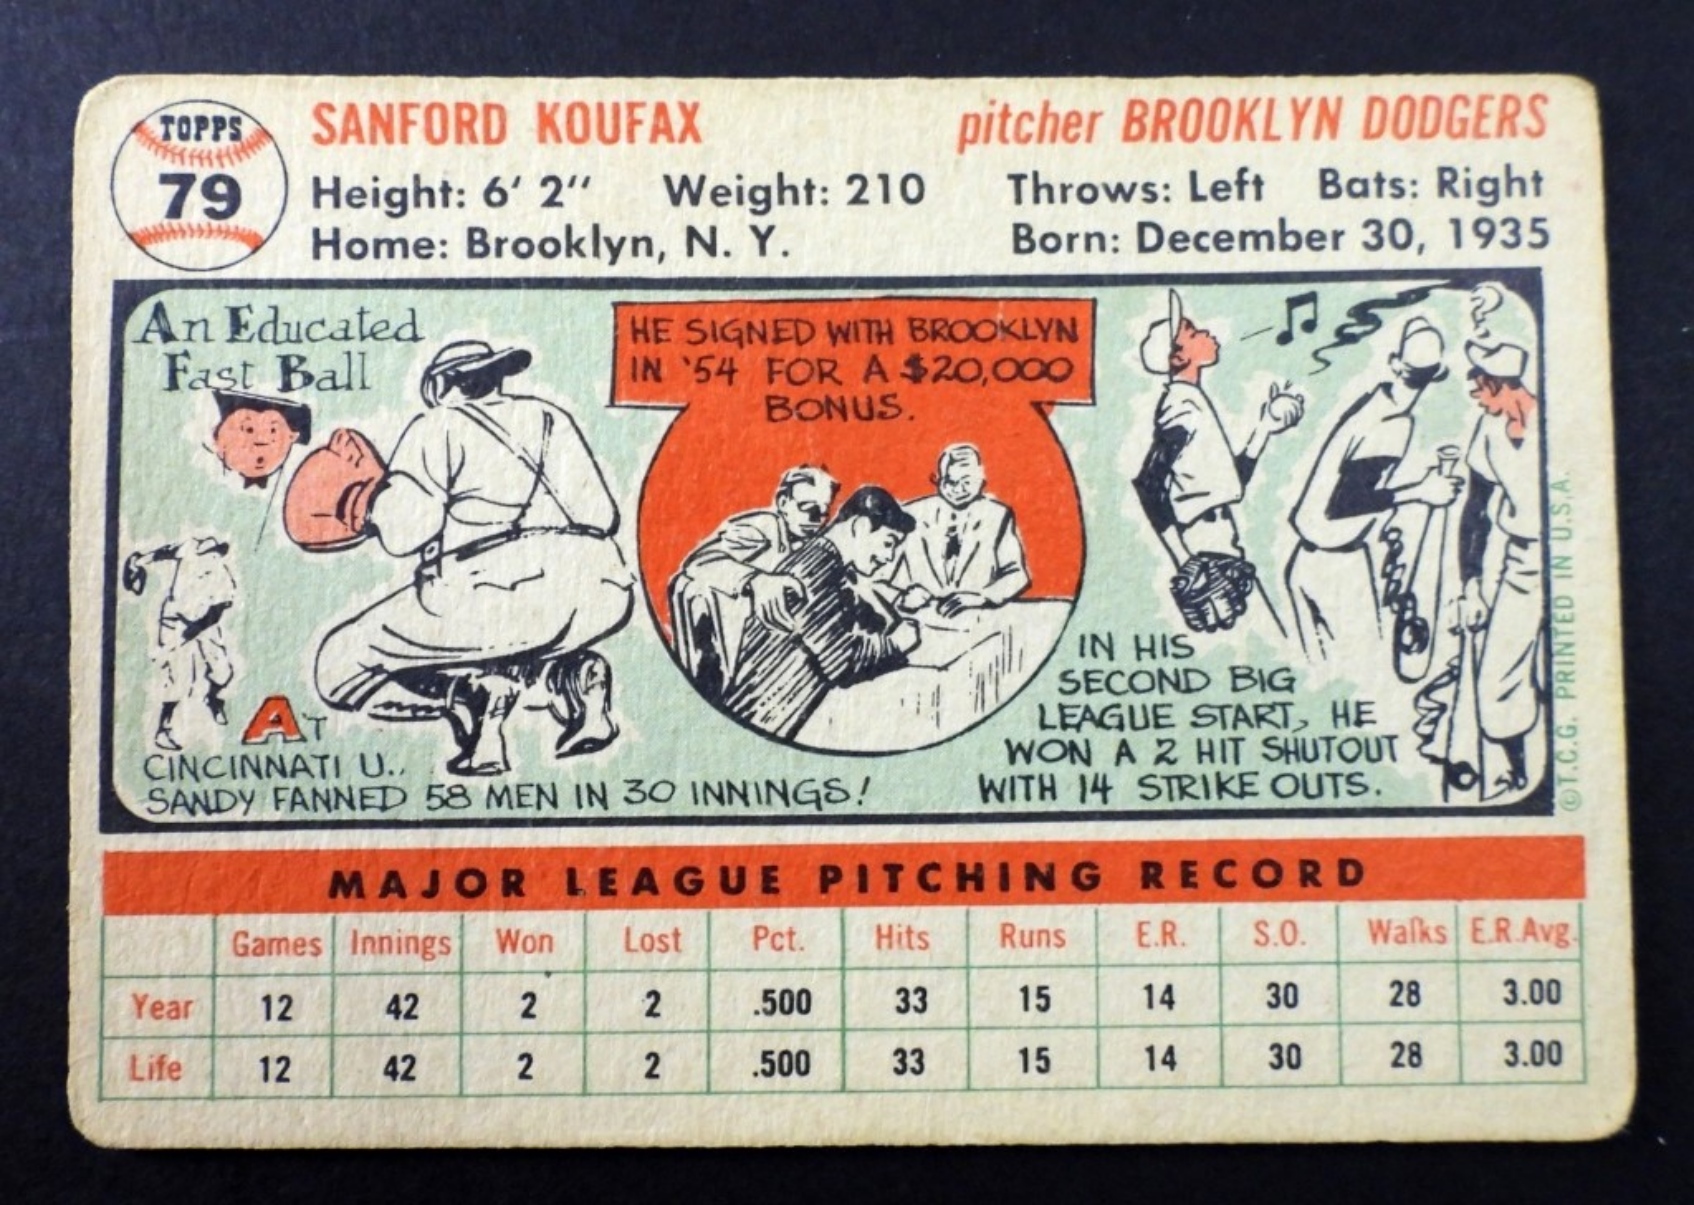 TOPPS
79
SANFORD KOUFAX
pitcher BROOKLYN DODGERS
Height: 6' 2" Weight: 210
Throws: Left Bats: Right
Home: Brooklyn, N. Y.
Born: December 30, 1935
An Educated
Fast Ball
AT
CINCINNATI U.,
SANDY FANNED 58 MEN IN 30 INNINGS!
HE SIGNED WITH BROOKLYN
IN '54 FOR A $20,000
BONUS.
IN HIS
SECOND BIG
LEAGUE START, HE
WON A 2 HIT SHUTOUT
WITH 14 STRIKE OUTS.
©T.C.G. PRINTED IN U.S.A.
MAJOR LEAGUE PITCHING RECORD
Games Innings Won Lost Pct. Hits Runs E.R. S.O. Walks E.R.Avg.
Year 12 42 2 2 .500 33 15 14 30 28 3.00
Life 12 42 2 2 .500 33 15 14 30 28 3.00